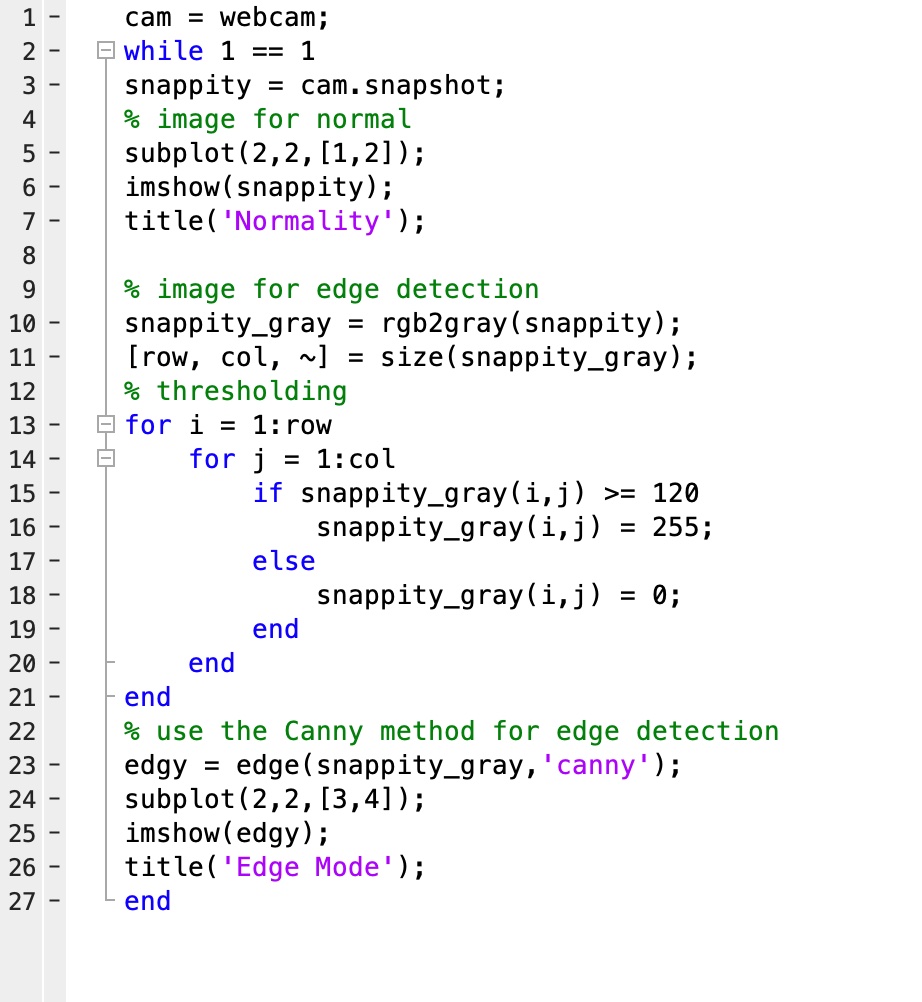 1 - cam = webcam;
2 - while 1 == 1
3 - snappity = cam.snapshot;
4 % image for normal
5 - subplot(2,2,[1,2]);
6 - imshow(snappity);
7 - title('Normality');
8
9 % image for edge detection
10 - snappity_gray = rgb2gray(snappity);
11 - [row, col, ~] = size(snappity_gray);
12 % thresholding
13 - for i = 1:row
14 -     for j = 1:col
15 -         if snappity_gray(i,j) >= 120
16 -             snappity_gray(i,j) = 255;
17 -         else
18 -             snappity_gray(i,j) = 0;
19 -         end
20 -     end
21 - end
22 % use the Canny method for edge detection
23 - edgy = edge(snappity_gray,'canny');
24 - subplot(2,2,[3,4]);
25 - imshow(edgy);
26 - title('Edge Mode');
27 - end